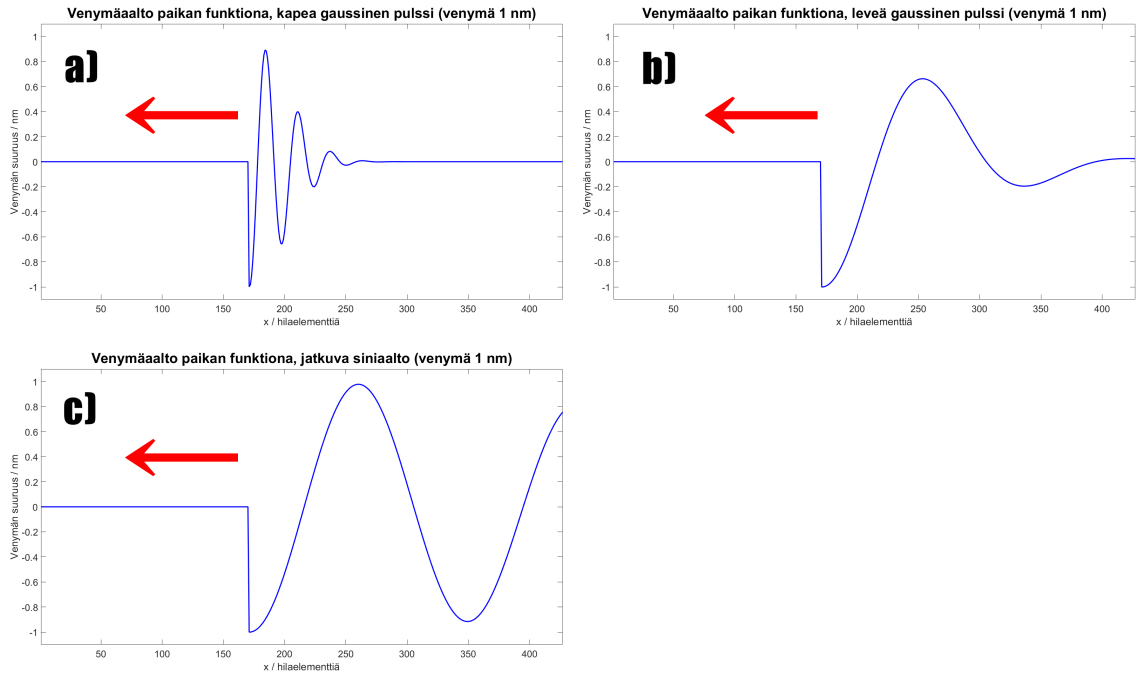 Venymäaalto paikan funktiona, kapea gaussinen pulssi (venymä 1 nm)
a)
Venymän suuruus / nm
1
0.8
0.6
0.4
0.2
0
-0.2
-0.4
-0.6
-0.8
-1
50 100 150 200 250 300 350 400
x / hilaelementtiä
Venymäaalto paikan funktiona, leveä gaussinen pulssi (venymä 1 nm)
b)
Venymän suuruus / nm
1
0.8
0.6
0.4
0.2
0
-0.2
-0.4
-0.6
-0.8
-1
50 100 150 200 250 300 350 400
x / hilaelementtiä
Venymäaalto paikan funktiona, jatkuva siniaalto (venymä 1 nm)
c)
Venymän suuruus / nm
1
0.8
0.6
0.4
0.2
0
-0.2
-0.4
-0.6
-0.8
-1
50 100 150 200 250 300 350 400
x / hilaelementtiä